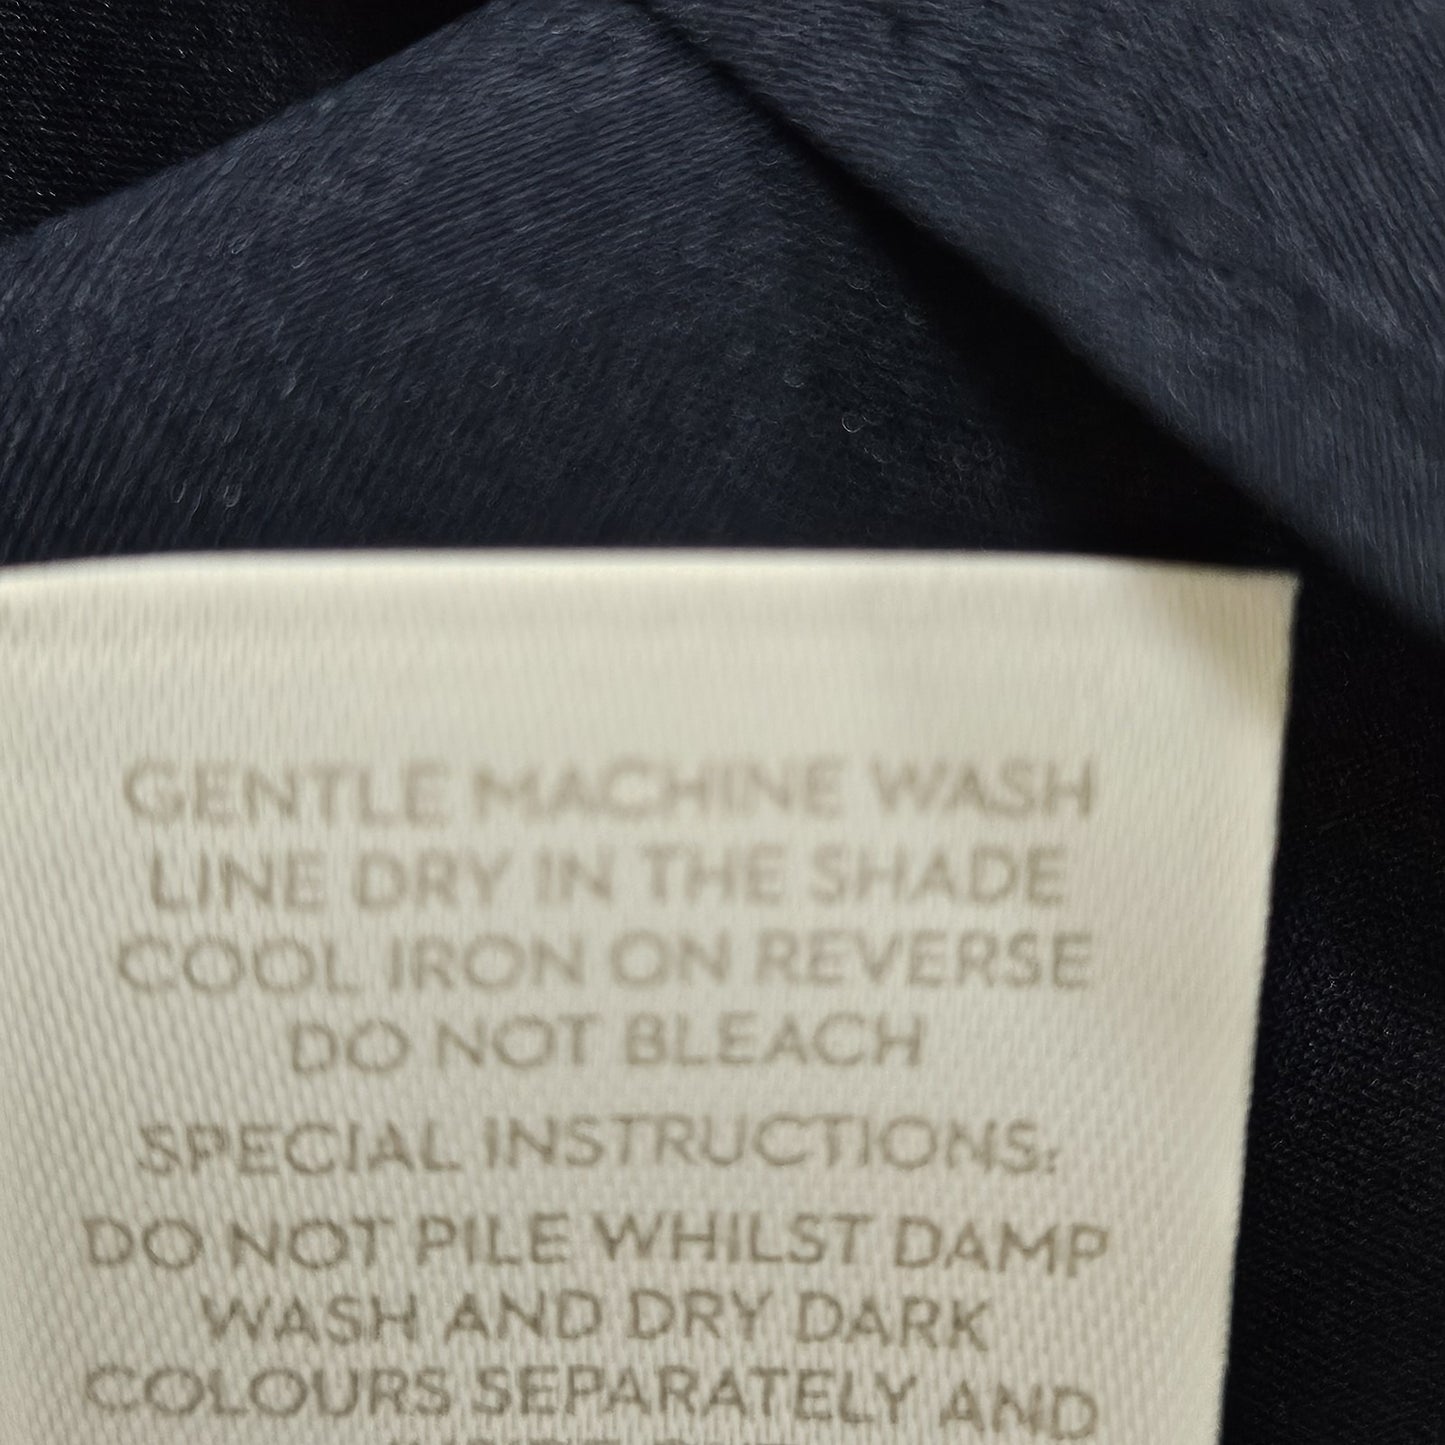 GENTLE MACHINE WASH
LINE DRY IN THE SHADE
COOL IRON ON REVERSE
DO NOT BLEACH
SPECIAL INSTRUCTIONS:
DO NOT PILE WHILST DAMP
WASH AND DRY DARK
COLOURS SEPARATELY AND